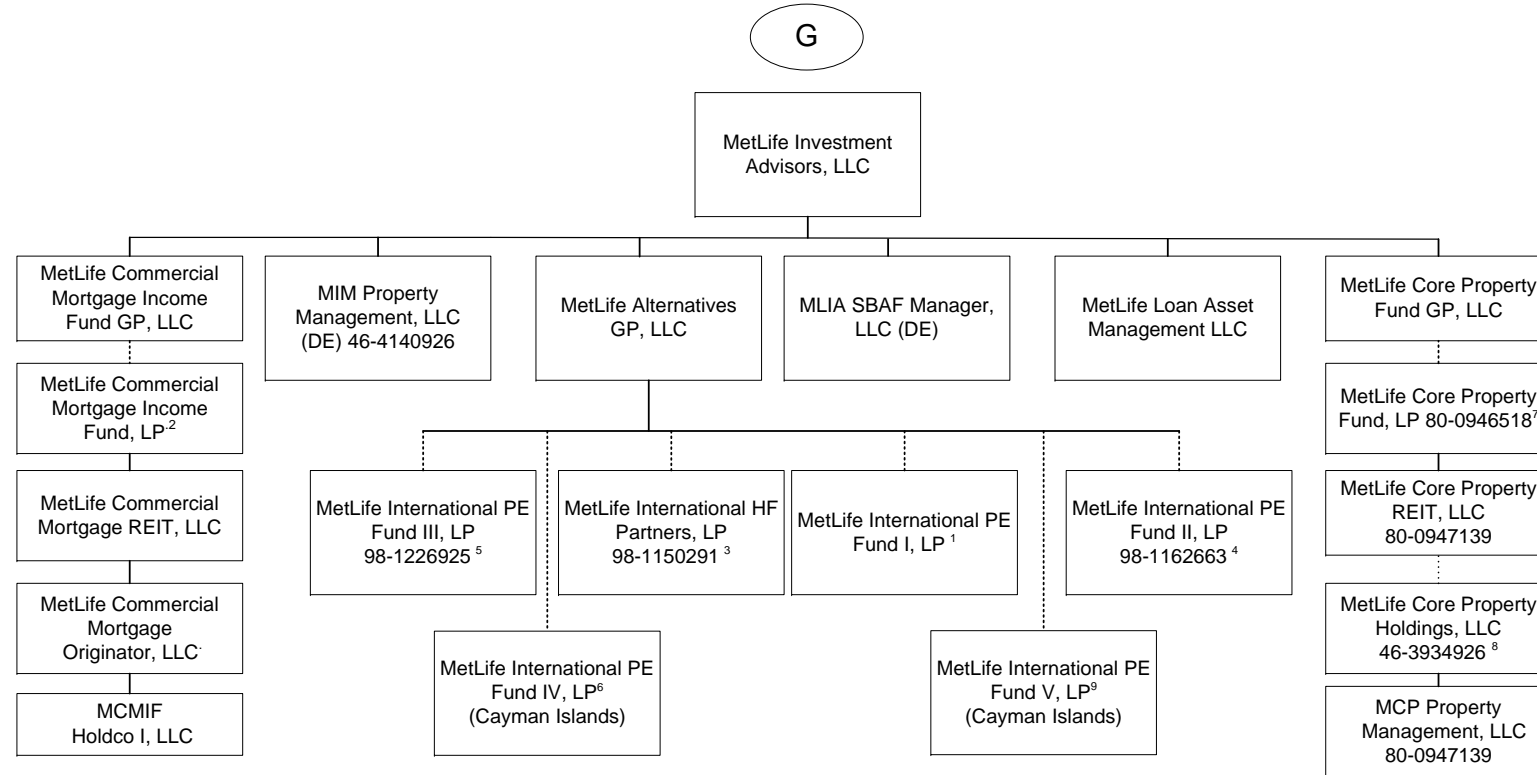 G
MetLife Investment
Advisors, LLC
MetLife Commercial
Mortgage Income
Fund GP, LLC
MIM Property
Management, LLC
(DE) 46-4140926
MetLife Alternatives
GP, LLC
MLIA SBAF Manager,
LLC (DE)
MetLife Loan Asset
Management LLC
MetLife Core Property
Fund GP, LLC
MetLife Commercial
Mortgage Income
Fund, LP.2
MetLife Core Property
Fund, LP 80-0946518 7
MetLife Commercial
Mortgage REIT, LLC
MetLife International PE
Fund III, LP
98-1226925 5
MetLife International HF
Partners, LP
98-1150291 3
MetLife International PE
Fund I, LP 1
MetLife International PE
Fund II, LP
98-1162663 4
MetLife Core Property
REIT, LLC
80-0947139
MetLife Commercial
Mortgage
Originator, LLC.
MetLife Core Property
Holdings, LLC
46-3934926 8
MetLife International PE
Fund IV, LP6
(Cayman Islands)
MetLife International PE
Fund V, LP9
(Cayman Islands)
MCMIF
Holdco I, LLC
MCP Property
Management, LLC
80-0947139